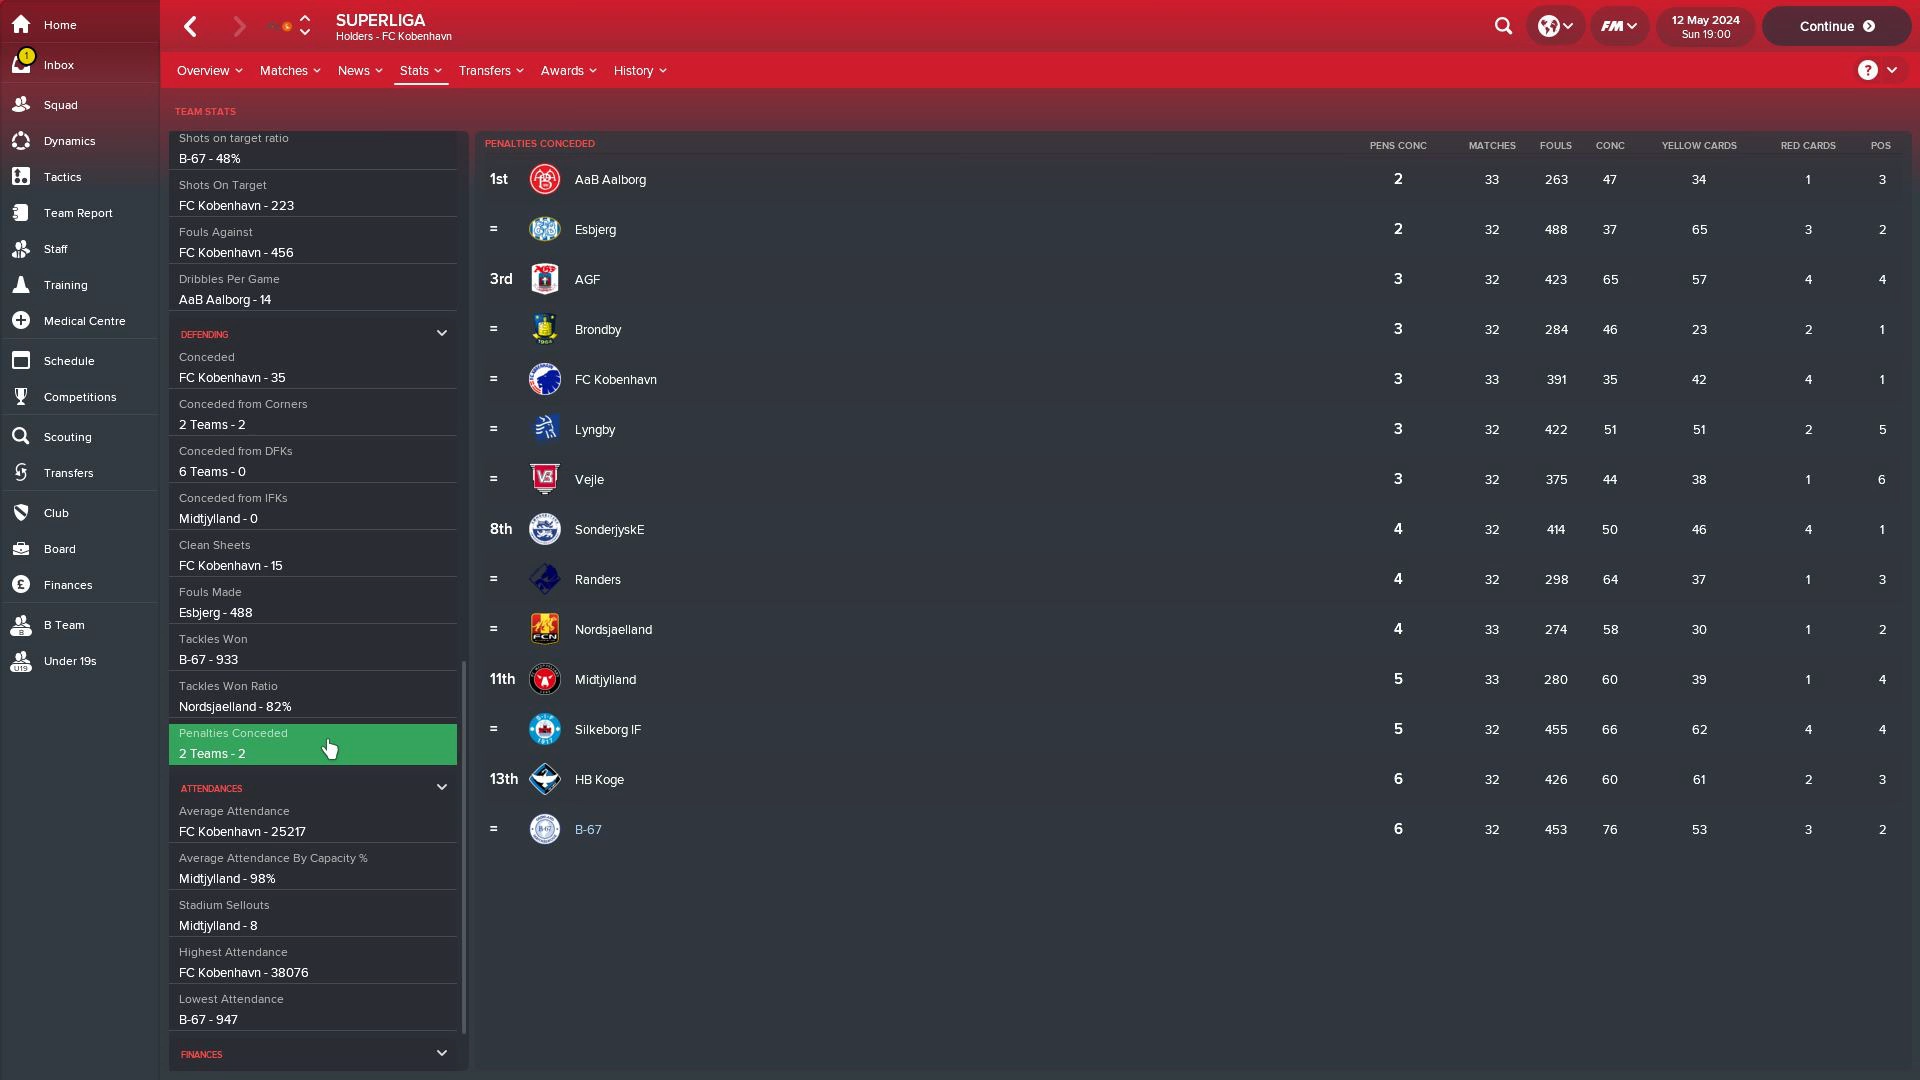 SUPERLIGA
Holders - FC Kobenhavn
FM
12 May 2024
Sun 19:00
Continue
Home
1
Inbox
Squad
Dynamics
Tactics
Team Report
Staff
Training
Medical Centre
Schedule
Competitions
Scouting
Transfers
Club
Board
£ Finances
B
B Team
U19
Under 19s
Overview Matches News Stats Transfers Awards History ?
TEAM STATS
Shots on target ratio
B-67 - 48%
Shots On Target
FC Kobenhavn - 223
Fouls Against
FC Kobenhavn - 456
Dribbles Per Game
AaB Aalborg - 14
DEFENDING
Conceded
FC Kobenhavn - 35
Conceded from Corners
2 Teams - 2
Conceded from DFKs
6 Teams - 0
Conceded from IFKs
Midtjylland - 0
Clean Sheets
FC Kobenhavn - 15
Fouls Made
Esbjerg - 488
Tackles Won
B-67 - 933
Tackles Won Ratio
Nordsjaelland - 82%
Penalties Conceded
2 Teams - 2
ATTENDANCES
Average Attendance
FC Kobenhavn - 25217
Average Attendance By Capacity %
Midtjylland - 98%
Stadium Sellouts
Midtjylland - 8
Highest Attendance
FC Kobenhavn - 38076
Lowest Attendance
B-67 - 947
FINANCES
PENALTIES CONCEDED PENS CONC MATCHES FOULS CONC YELLOW CARDS RED CARDS POS
1st AaB Aalborg 2 33 263 47 34 1 3
= Esbjerg 2 32 488 37 65 3 2
3rd AGF 3 32 423 65 57 4 4
= Brondby 3 32 284 46 23 2 1
= FC Kobenhavn 3 33 391 35 42 4 1
= Lyngby 3 32 422 51 51 2 5
= VB Vejle 3 32 375 44 38 1 6
8th SonderjyskE 4 32 414 50 46 4 1
= Randers 4 32 298 64 37 1 3
= FCN Nordsjaelland 4 33 274 58 30 1 2
11th Midtjylland 5 33 280 60 39 1 4
= Silkeborg IF 5 32 455 66 62 4 4
13th HB Koge 6 32 426 60 61 2 3
= B-67 B-67 6 32 453 76 53 3 2